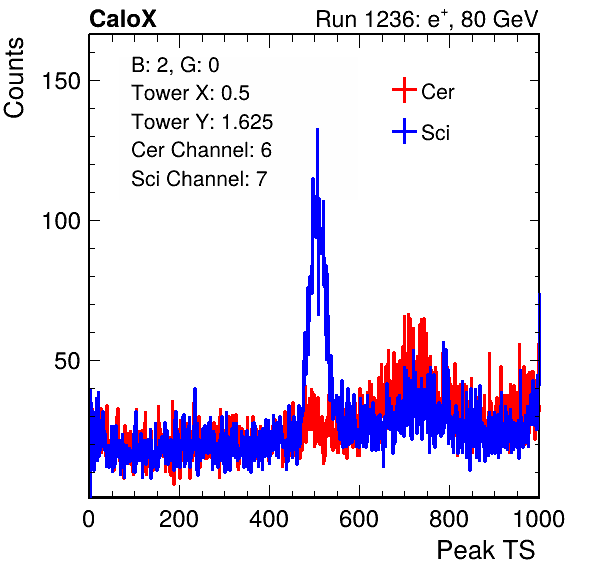 CaloX Run 1236: e⁺, 80 GeV
Counts
B: 2, G: 0
Tower X: 0.5
Tower Y: 1.625
Cer Channel: 6
Sci Channel: 7
Cer
Sci
150
100
50
0 200 400 600 800 1000
Peak TS